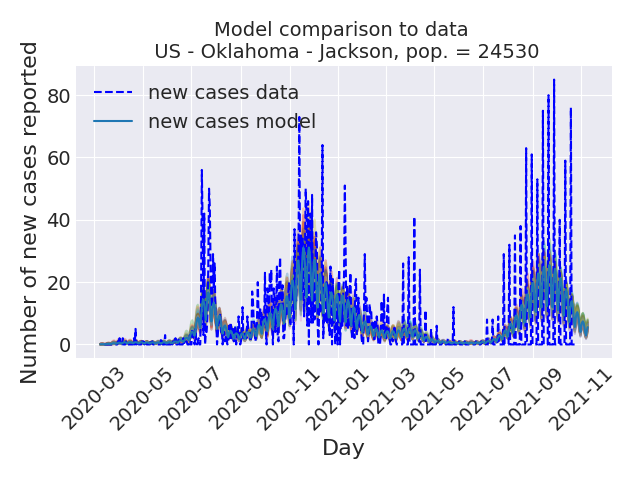 Model comparison to data
US - Oklahoma - Jackson, pop. = 24530
Number of new cases reported
80
60
40
20
0
new cases data
new cases model
2020-03
2020-05
2020-07
2020-09
2020-11
2021-01
2021-03
2021-05
2021-07
2021-09
2021-11
Day